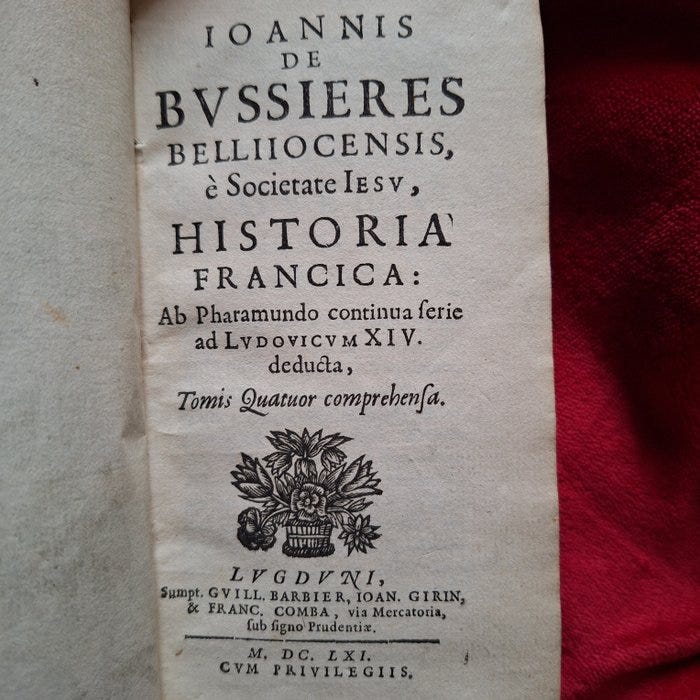 IOANNIS
DE
BVSSIERES
BELLIIOCENSIS,
è Societate IESV,
HISTORIA
FRANCICA:
Ab Pharamundo continua ſerie
ad LVDOVICVM XIV.
deducta,
Tomis Quatuor comprehenſa.
LVGDVNI,
Sumpt. GVILL. BARBIER, IOAN. GIRIN,
& FRANC. COMBA, via Mercatoria,
ſub ſigno Prudentiæ.
M. DC. LXI.
CVM PRIVILEGIIS.